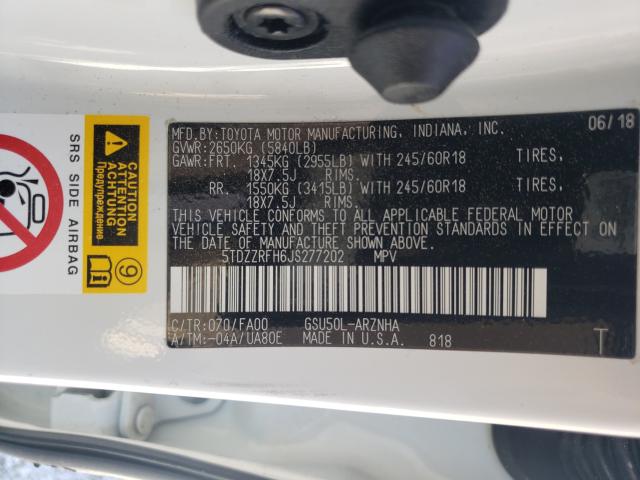 MFD.BY:TOYOTA MOTOR MANUFACTURING, INDIANA, INC. 06/18
GVWR:2650KG (5840LB)
GAWR:FRT. 1345KG (2955LB) WITH 245/60R18 TIRES,
18X7.5J RIMS.
RR. 1550KG (3415LB) WITH 245/60R18 TIRES,
18X7.5J RIMS.
THIS VEHICLE CONFORMS TO ALL APPLICABLE FEDERAL MOTOR
VEHICLE SAFETY AND THEFT PREVENTION STANDARDS IN EFFECT
ON THE DATE OF MANUFACTURE SHOWN ABOVE.
5TDZZRFH6JS277202 MPV
C/TR:070/FA00 GSU50L-ARZNHA
A/TM:-04A/UA80E MADE IN U.S.A. 818 T
SRS SIDE AIRBAG
CAUTION
ATTENTION
ACHTUNG
Предупреждение
9